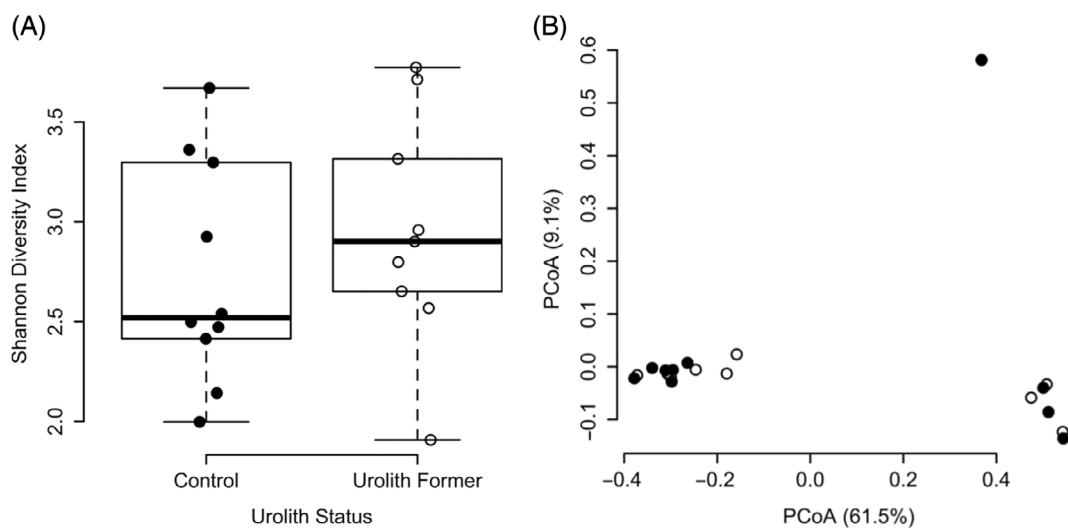 (A)
Shannon Diversity Index
3.5
3.0
2.5
2.0
Control Urolith Former
Urolith Status
(B)
PCoA (9.1%)
0.6
0.5
0.4
0.3
0.2
0.1
0.0
−0.1
−0.4 −0.2 0.0 0.2 0.4
PCoA (61.5%)